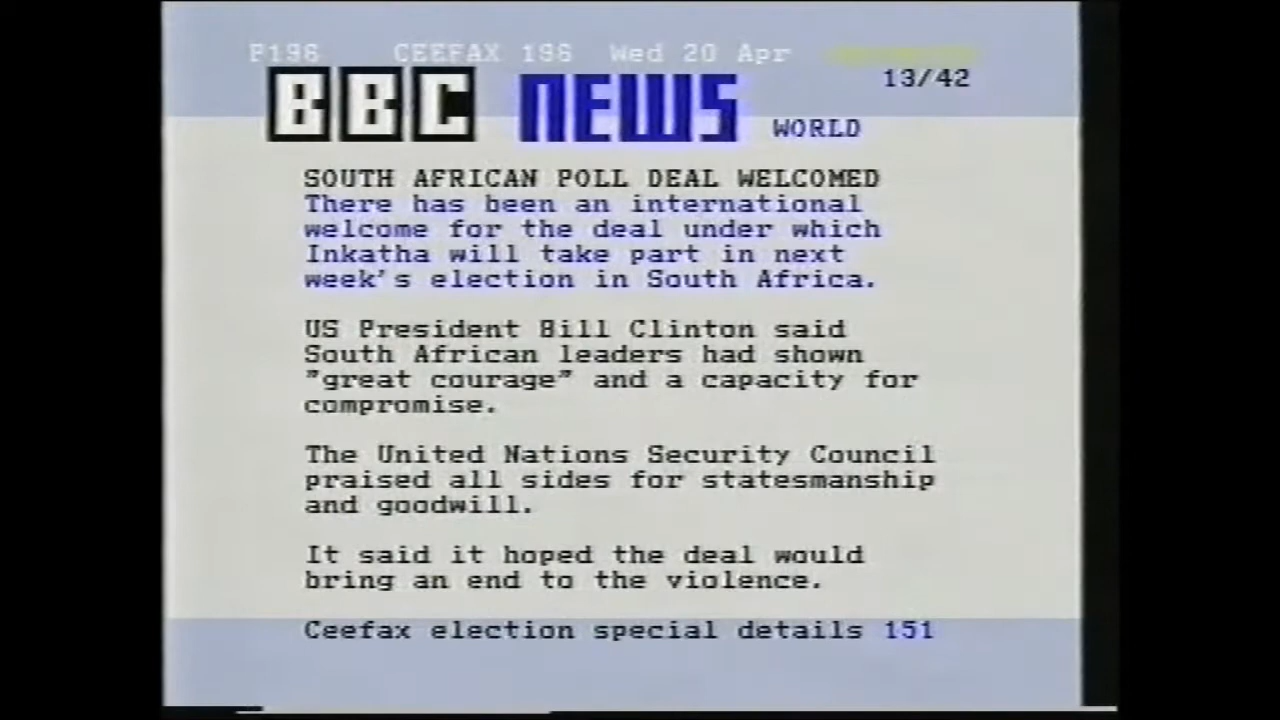 P196 CEEFAX 196 Wed 20 Apr
13/42
BBC NEWS WORLD
SOUTH AFRICAN POLL DEAL WELCOMED
There has been an international
welcome for the deal under which
Inkatha will take part in next
week's election in South Africa.
US President Bill Clinton said
South African leaders had shown
"great courage" and a capacity for
compromise.
The United Nations Security Council
praised all sides for statesmanship
and goodwill.
It said it hoped the deal would
bring an end to the violence.
Ceefax election special details 151